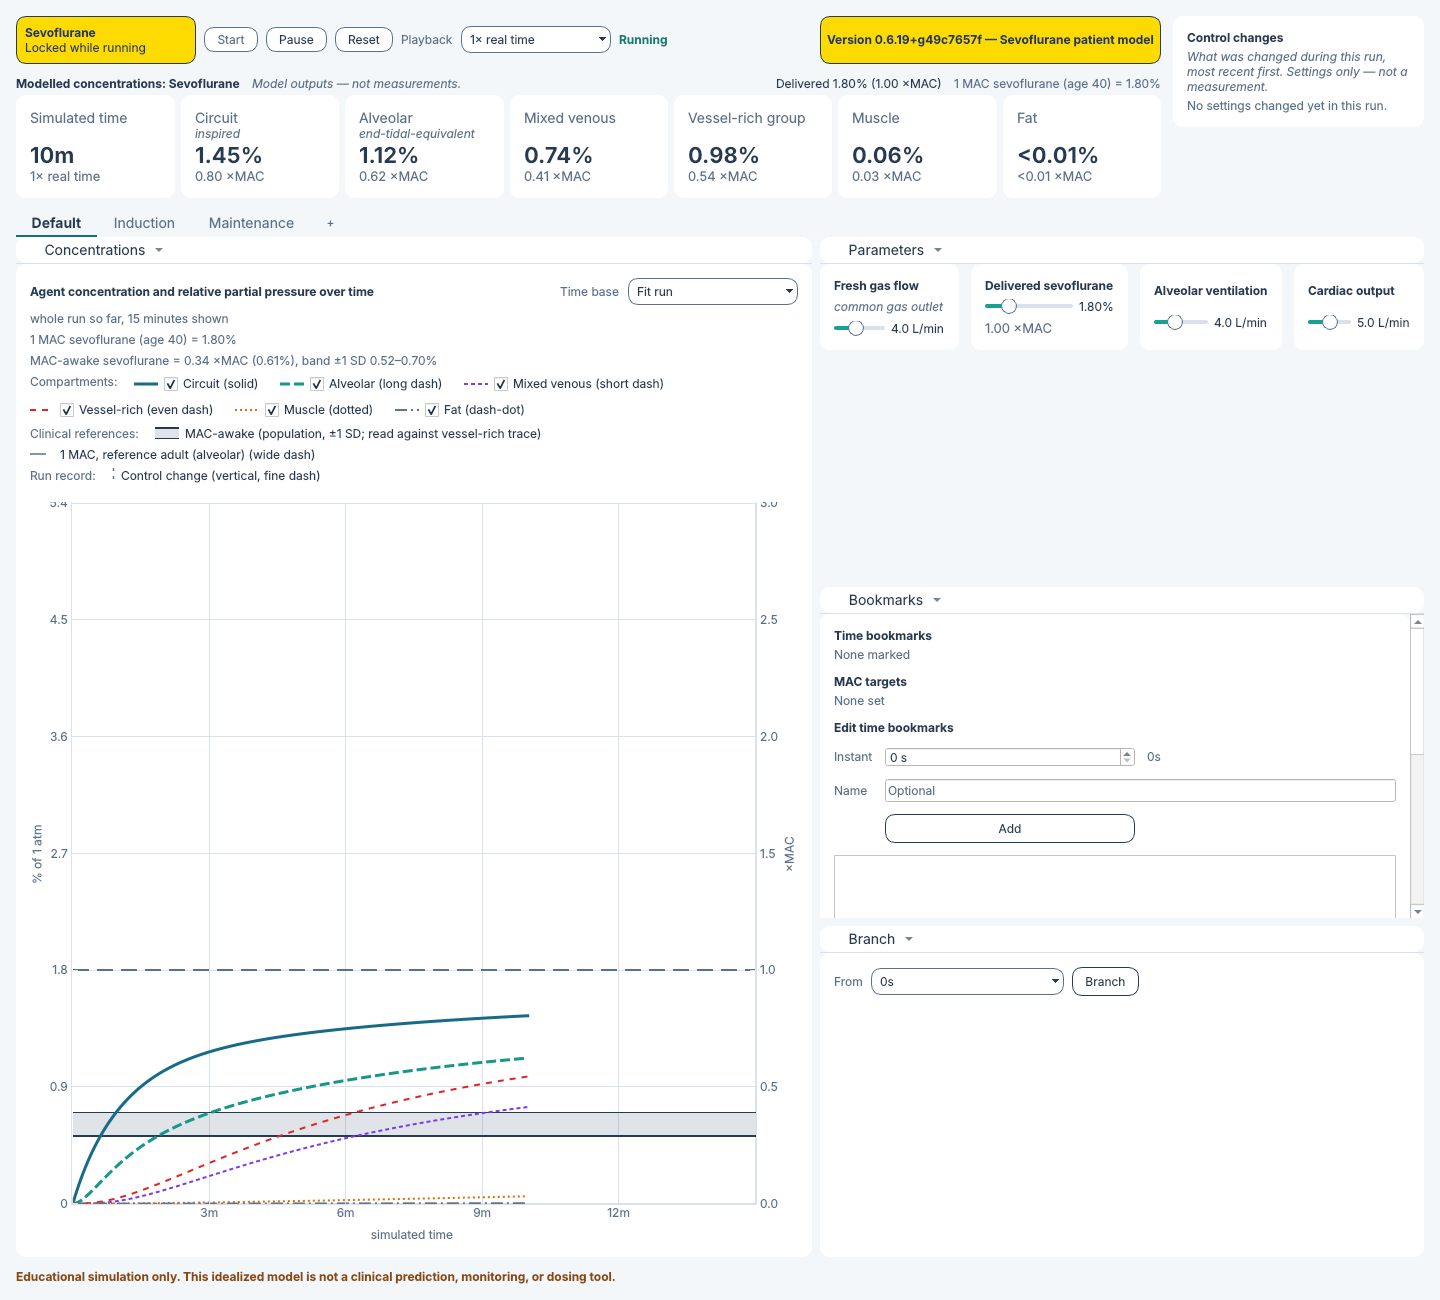 Sevoflurane
Locked while running
Start
Pause
Reset
Playback
1× real time
Running
Version 0.6.19+g49c7657f — Sevoflurane patient model
Control changes
What was changed during this run,
most recent first. Settings only — not a
measurement.
No settings changed yet in this run.
Modelled concentrations: Sevoflurane Model outputs — not measurements.
Delivered 1.80% (1.00 ×MAC) 1 MAC sevoflurane (age 40) = 1.80%
Simulated time
10m
1× real time
Circuit
inspired
1.45%
0.80 ×MAC
Alveolar
end-tidal-equivalent
1.12%
0.62 ×MAC
Mixed venous
0.74%
0.41 ×MAC
Vessel-rich group
0.98%
0.54 ×MAC
Muscle
0.06%
0.03 ×MAC
Fat
<0.01%
<0.01 ×MAC
Default
Induction
Maintenance
+
Concentrations
Agent concentration and relative partial pressure over time
Time base
Fit run
whole run so far, 15 minutes shown
1 MAC sevoflurane (age 40) = 1.80%
MAC-awake sevoflurane = 0.34 ×MAC (0.61%), band ±1 SD 0.52–0.70%
Compartments: Circuit (solid) Alveolar (long dash) Mixed venous (short dash)
Vessel-rich (even dash) Muscle (dotted) Fat (dash-dot)
Clinical references: MAC-awake (population, ±1 SD; read against vessel-rich trace)
1 MAC, reference adult (alveolar) (wide dash)
Run record: Control change (vertical, fine dash)
5.4
4.5
3.6
2.7
1.8
0.9
0
% of 1 atm
3.0
2.5
2.0
1.5
1.0
0.5
0.0
×MAC
3m
6m
9m
12m
simulated time
Parameters
Fresh gas flow
common gas outlet
4.0 L/min
Delivered sevoflurane
1.80%
1.00 ×MAC
Alveolar ventilation
4.0 L/min
Cardiac output
5.0 L/min
Bookmarks
Time bookmarks
None marked
MAC targets
None set
Edit time bookmarks
Instant 0 s 0s
Name Optional
Add
Branch
From 0s Branch
Educational simulation only. This idealized model is not a clinical prediction, monitoring, or dosing tool.